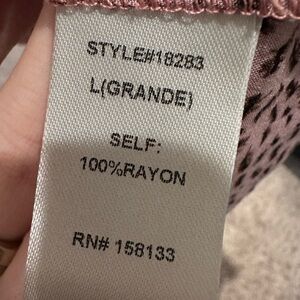 STYLE#18283
L(GRANDE)
SELF:
100%RAYON
RN# 158133